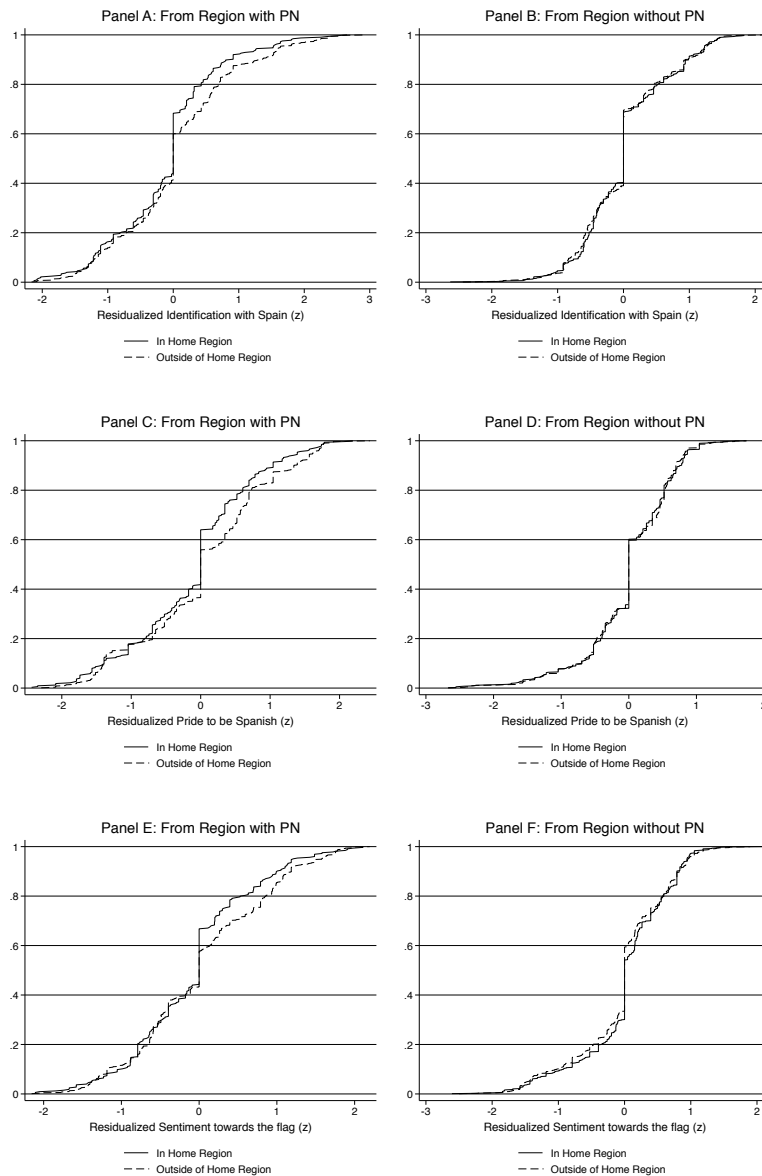 Panel A: From Region with PN
1
.8
.6
.4
.2
0
-2 -1 0 1 2 3
Residualized Identification with Spain (z)
In Home Region
Outside of Home Region
Panel B: From Region without PN
1
.8
.6
.4
.2
0
-3 -2 -1 0 1 2
Residualized Identification with Spain (z)
In Home Region
Outside of Home Region
Panel C: From Region with PN
1
.8
.6
.4
.2
0
-2 -1 0 1 2
Residualized Pride to be Spanish (z)
In Home Region
Outside of Home Region
Panel D: From Region without PN
1
.8
.6
.4
.2
0
-3 -2 -1 0 1 2
Residualized Pride to be Spanish (z)
In Home Region
Outside of Home Region
Panel E: From Region with PN
1
.8
.6
.4
.2
0
-2 -1 0 1 2
Residualized Sentiment towards the flag (z)
In Home Region
Outside of Home Region
Panel F: From Region without PN
1
.8
.6
.4
.2
0
-3 -2 -1 0 1 2
Residualized Sentiment towards the flag (z)
In Home Region
Outside of Home Region